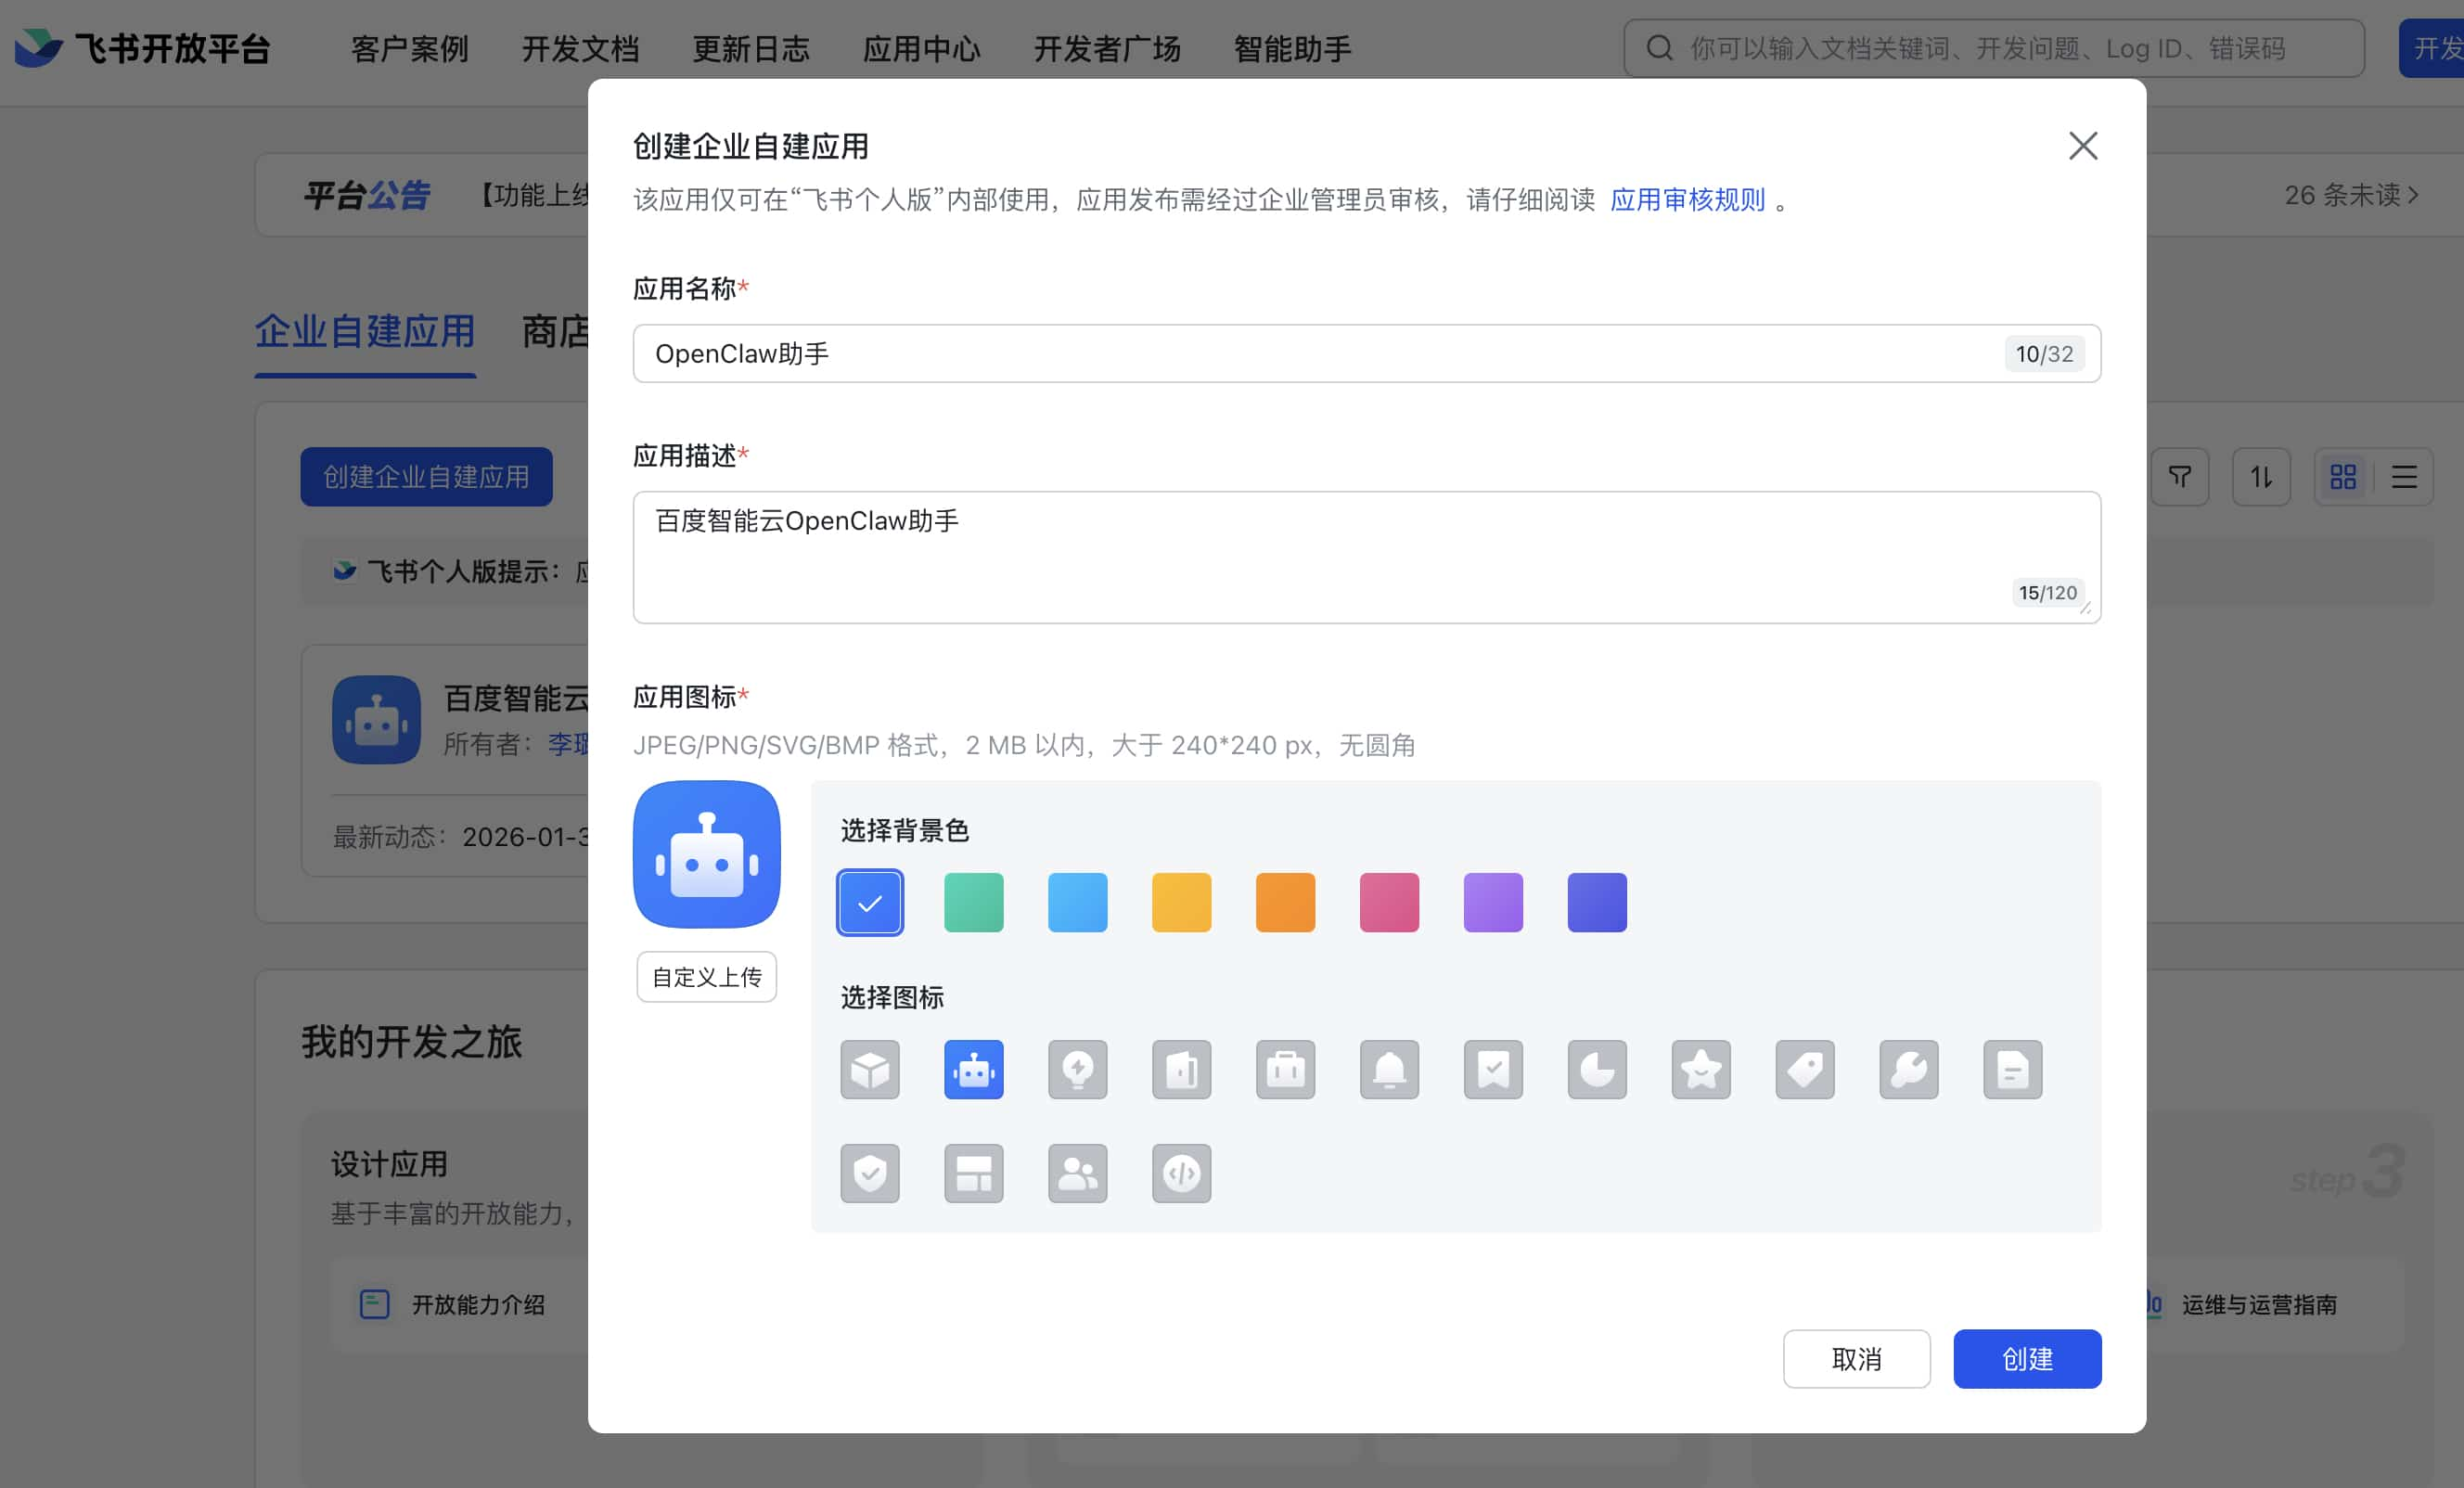 飞书开放平台 客户案例 开发文档 更新日志 应用中心 开发者广场 智能助手 你可以输入文档关键词、开发问题、Log ID、错误码 开发
平台公告 【功能上线 26 条未读
企业自建应用 商店
创建企业自建应用
飞书个人版提示：
百度智能云
所有者：李
最新动态：2026-01-3
我的开发之旅
设计应用
基于丰富的开放能力，
开放能力介绍
step 3
运维与运营指南
创建企业自建应用
该应用仅可在“飞书个人版”内部使用，应用发布需经过企业管理员审核，请仔细阅读 应用审核规则 。
应用名称*
OpenClaw助手 10/32
应用描述*
百度智能云OpenClaw助手
15/120
应用图标*
JPEG/PNG/SVG/BMP 格式，2 MB 以内，大于 240*240 px，无圆角
自定义上传
选择背景色
选择图标
取消 创建